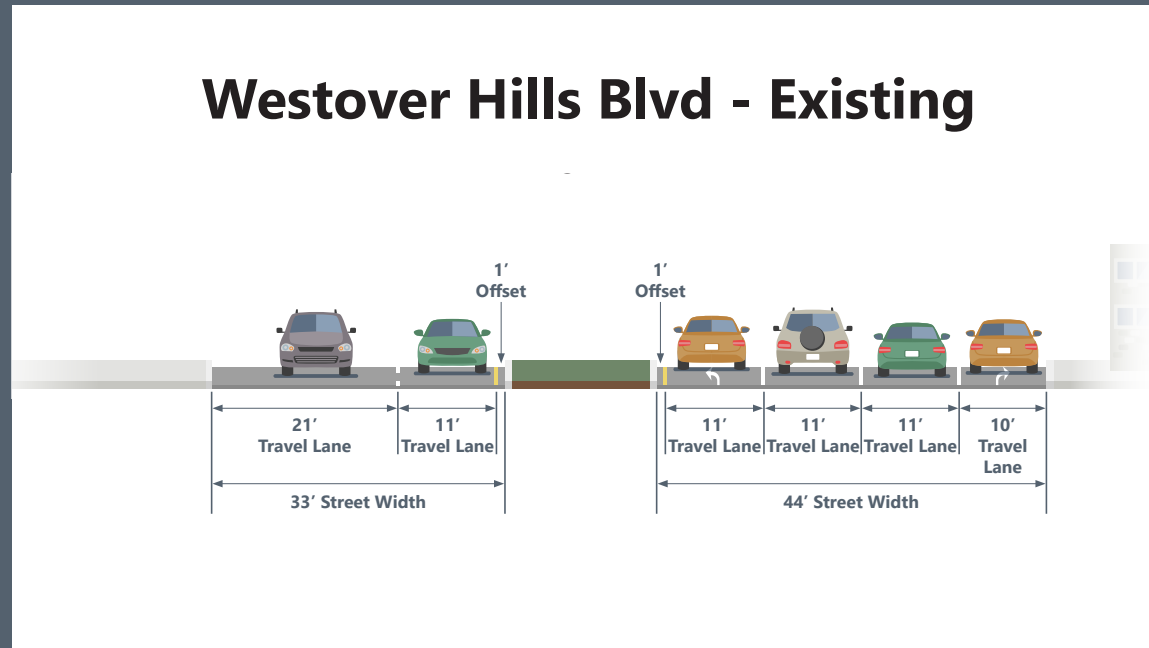 Westover Hills Blvd - Existing
1’
Offset
1’
Offset
21’
Travel Lane
11’
Travel Lane
11’
Travel Lane
11’
Travel Lane
11’
Travel Lane
10’
Travel
Lane
33’ Street Width
44’ Street Width